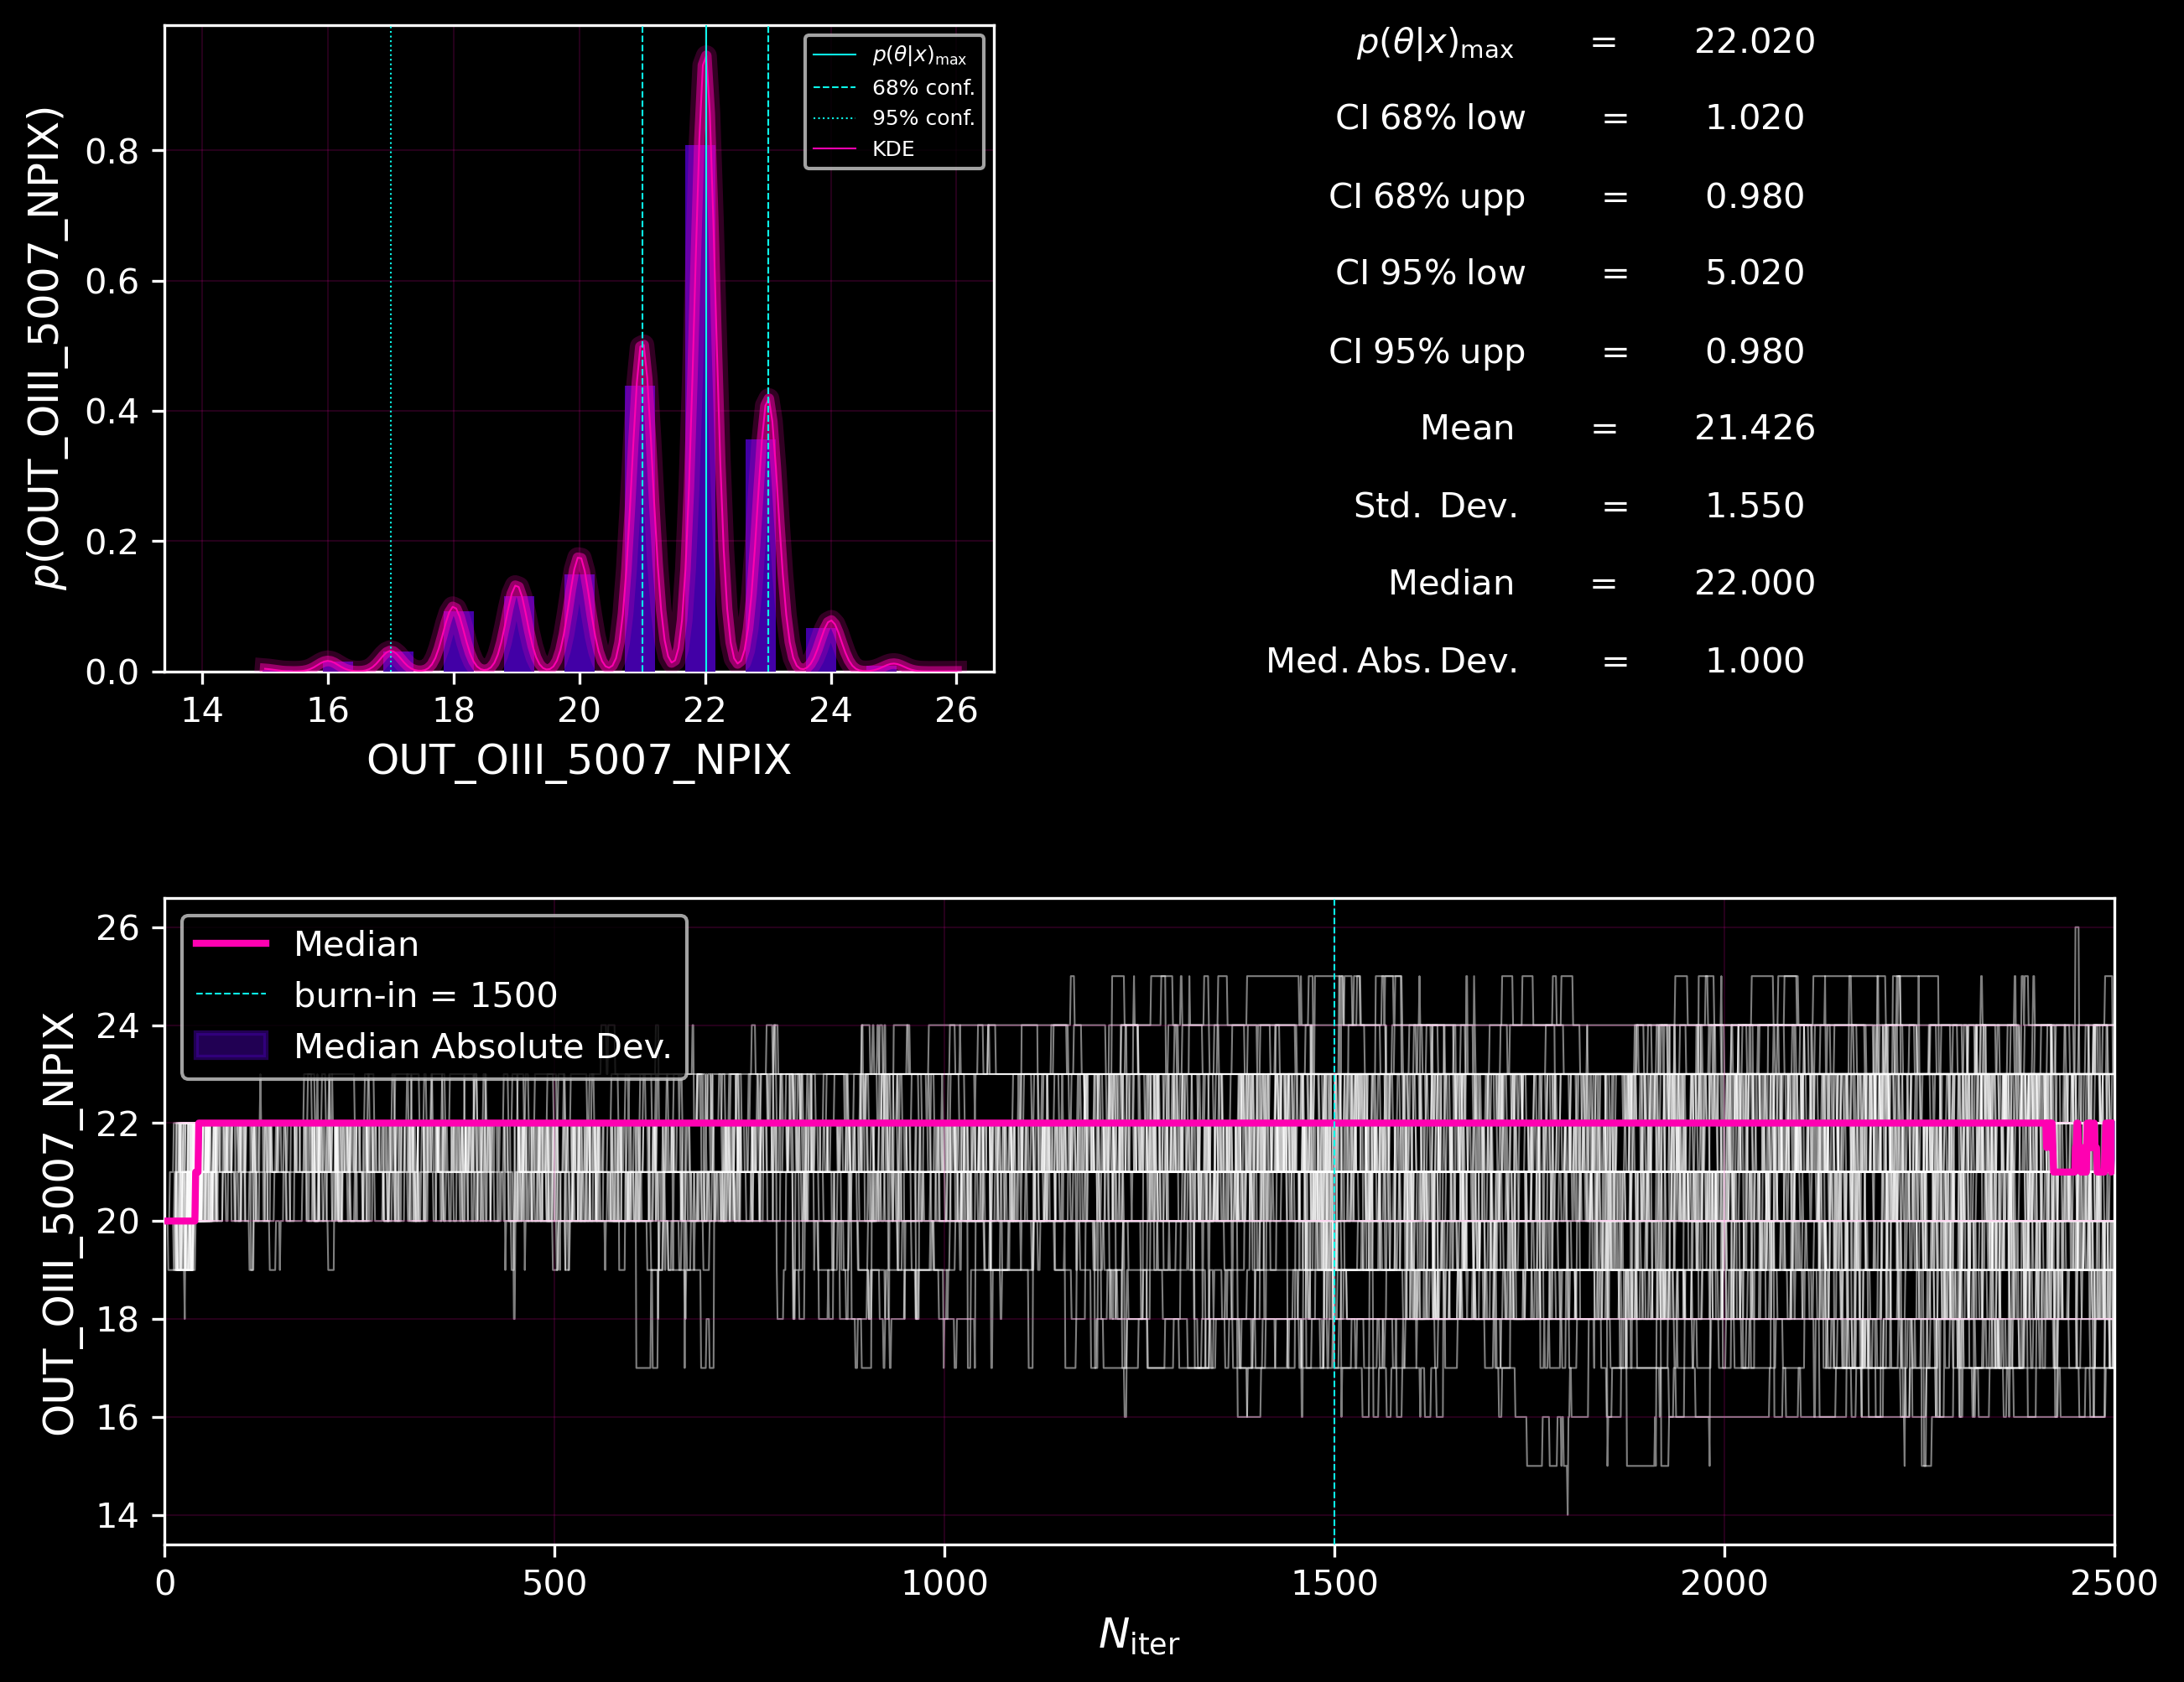 p(θ|x)max
68% conf.
95% conf.
KDE
0.8
0.6
0.4
0.2
0.0
p(OUT_OIII_5007_NPIX)
14 16 18 20 22 24 26
OUT_OIII_5007_NPIX
p(θ|x)max = 22.020
CI 68% low = 1.020
CI 68% upp = 0.980
CI 95% low = 5.020
CI 95% upp = 0.980
Mean = 21.426
Std. Dev. = 1.550
Median = 22.000
Med. Abs. Dev. = 1.000
Median
burn-in = 1500
Median Absolute Dev.
26
24
22
20
18
16
14
OUT_OIII_5007_NPIX
0 500 1000 1500 2000 2500
Niter